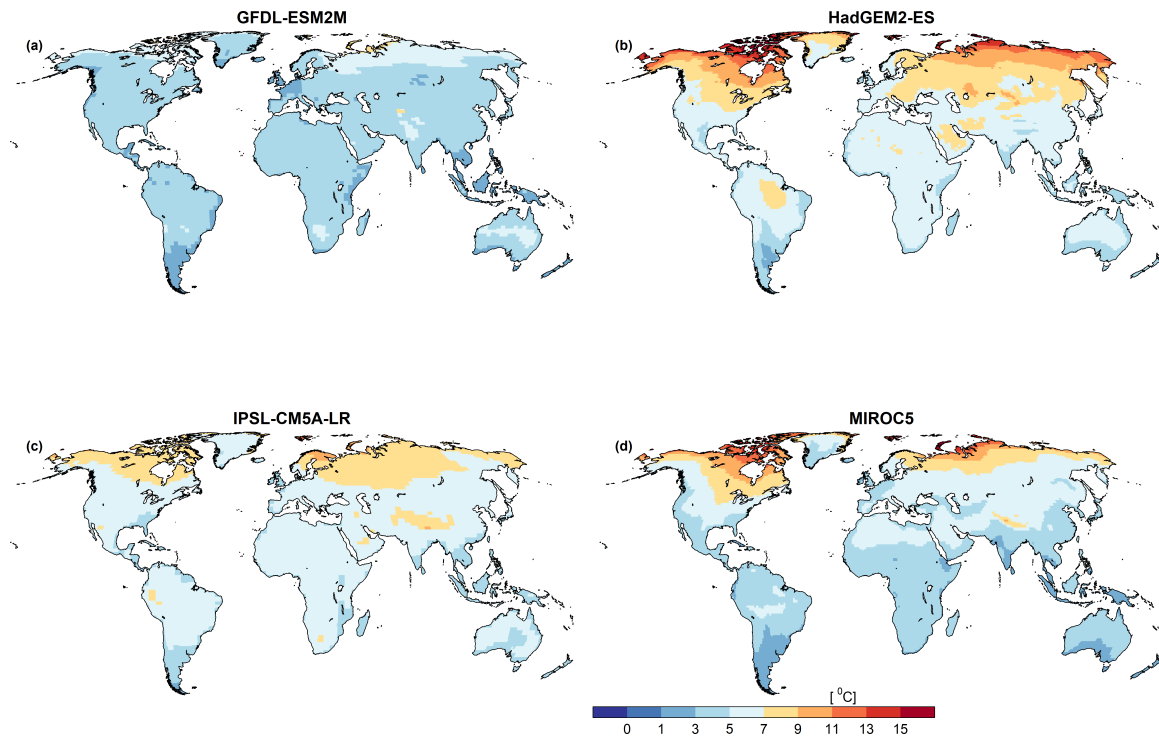 GFDL-ESM2M
HadGEM2-ES
(a)
(b)
IPSL-CM5A-LR
MIROC5
(c)
(d)
[ ⁰C]
0 1 3 5 7 9 11 13 15